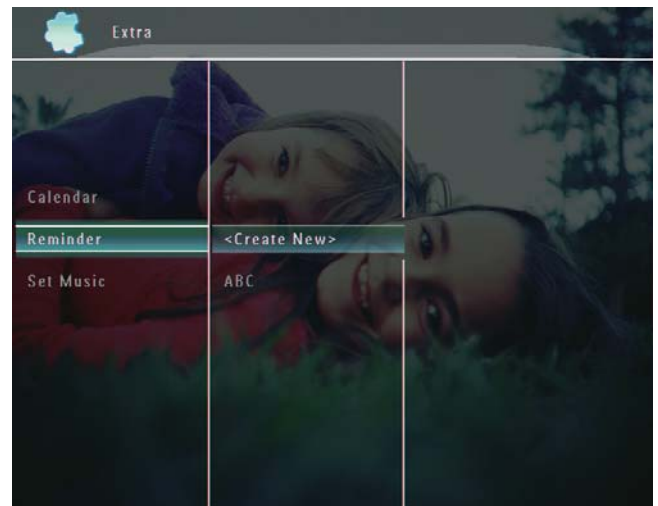 Extra
Calendar
Reminder
<Create New>
Set Music
ABC